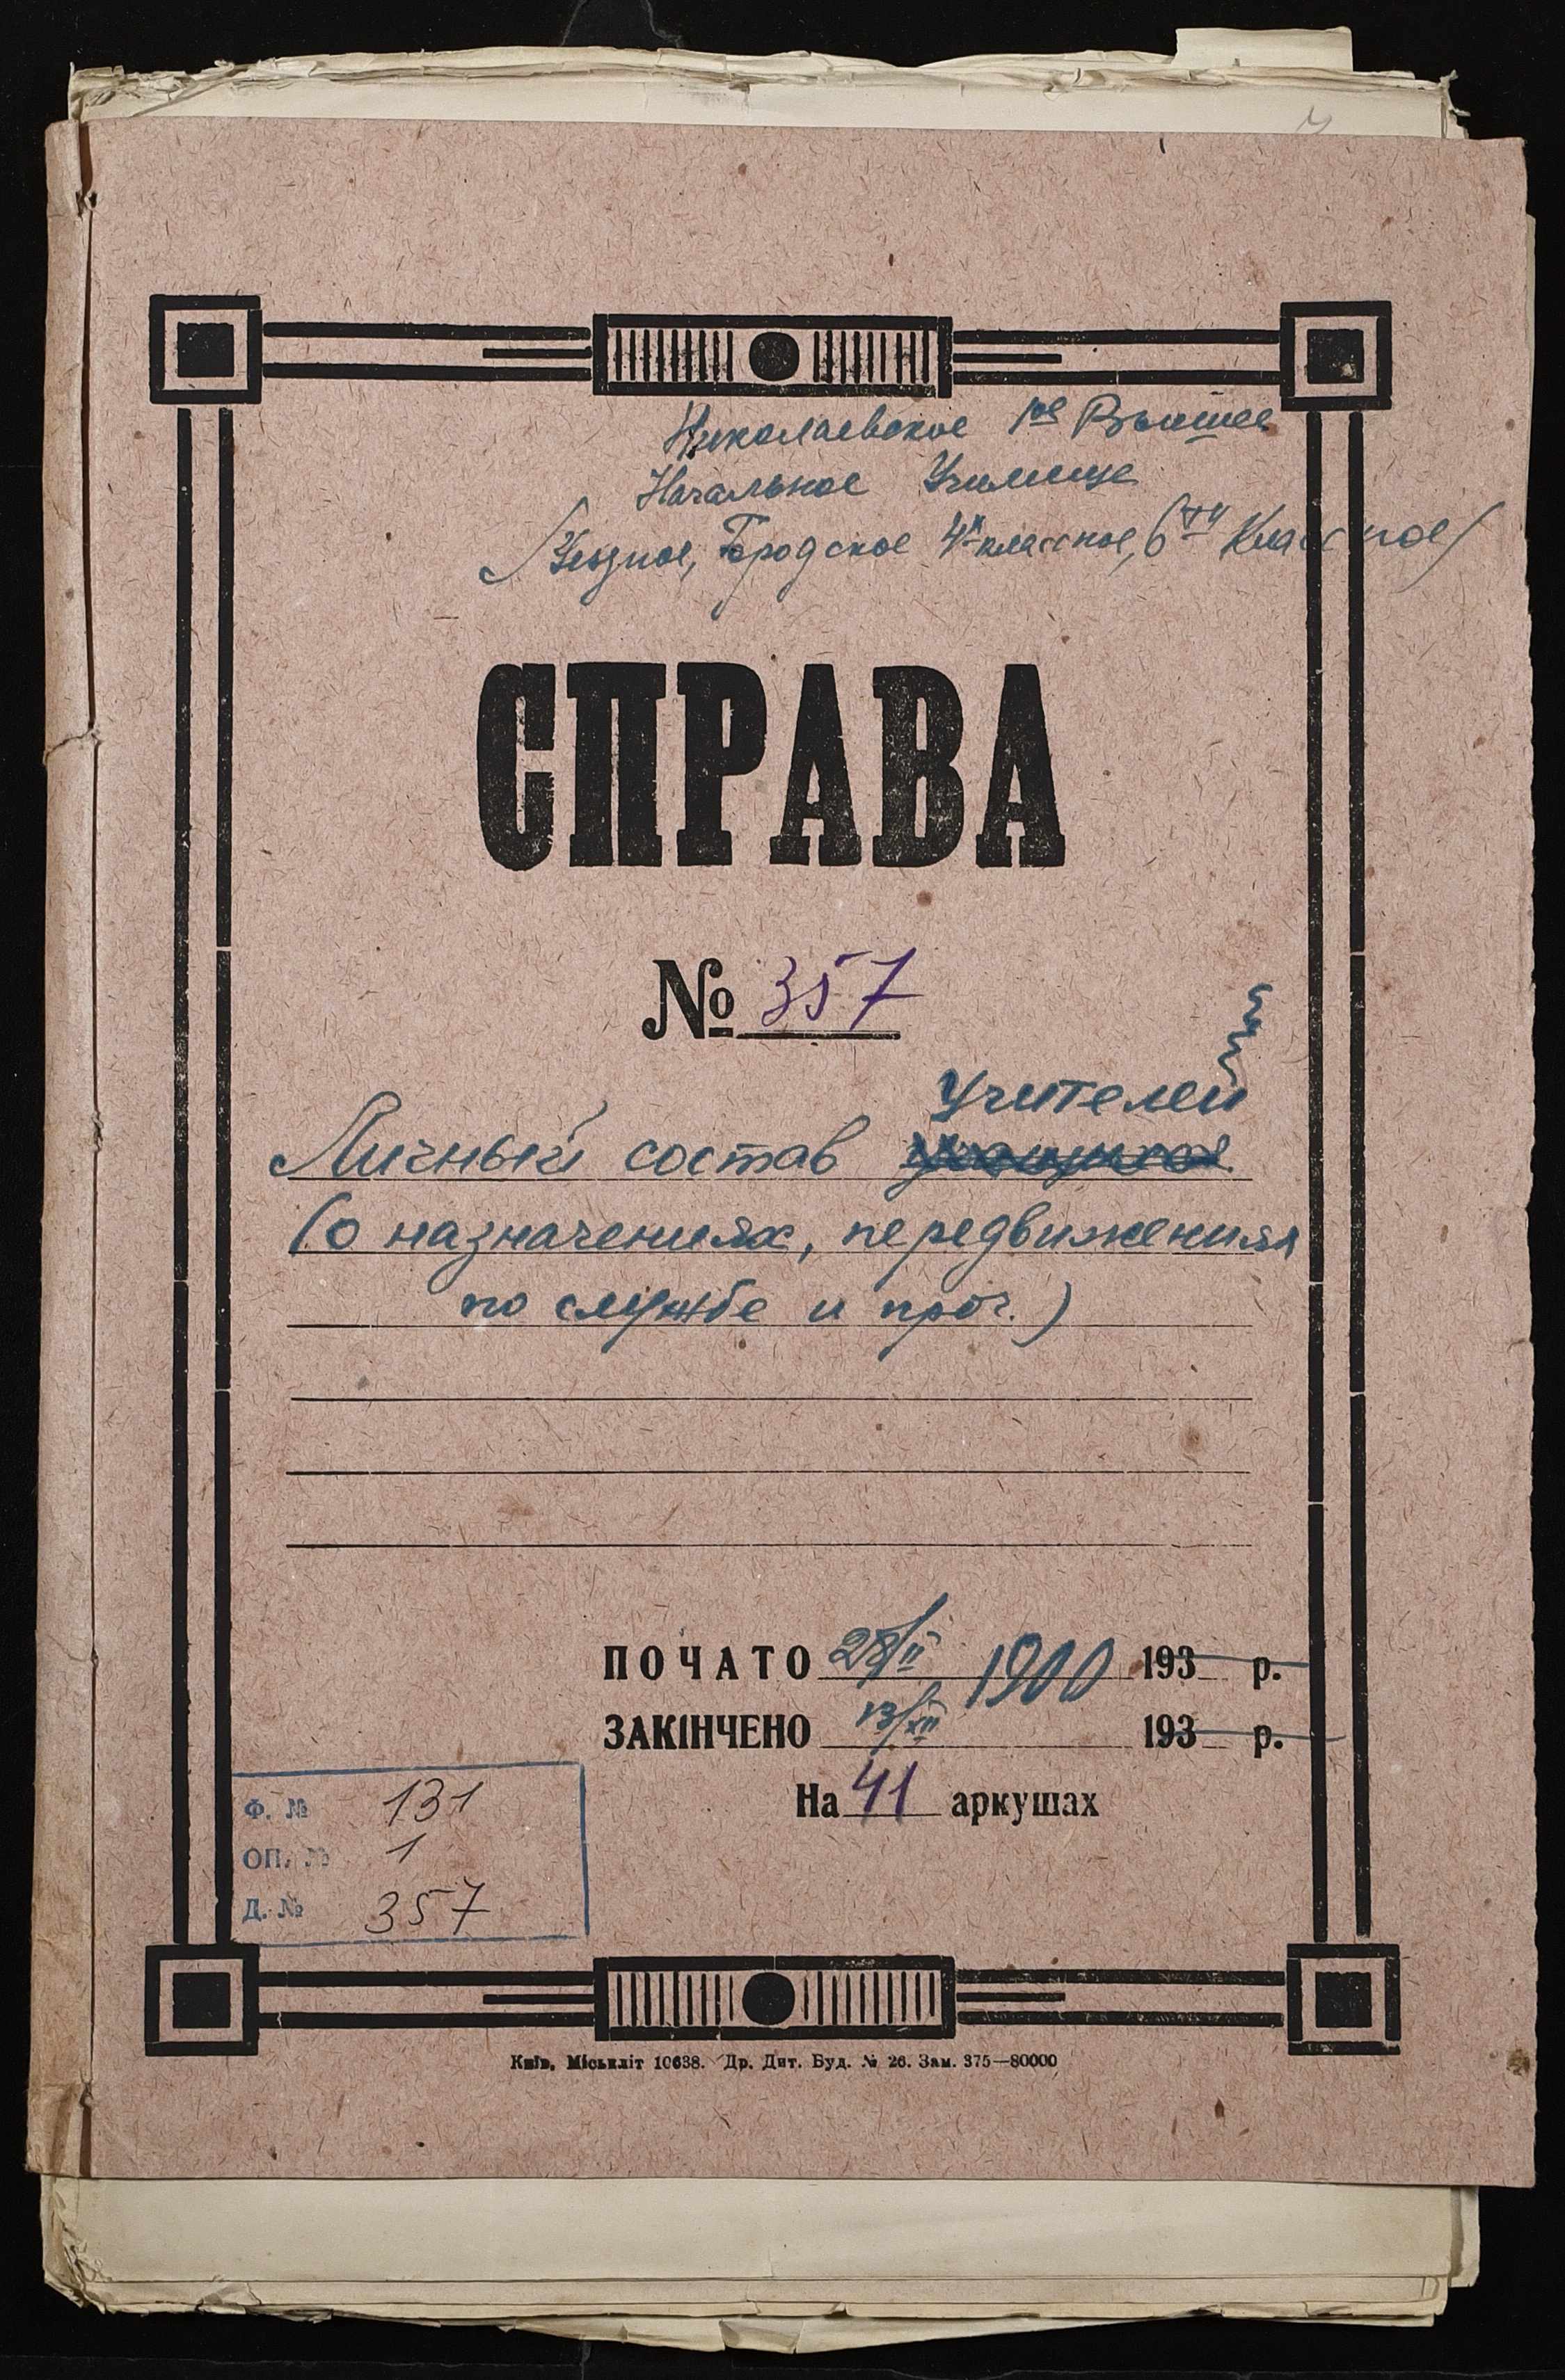 Николаевское 1ое Высшее
Начальное Училище
(Уездное, Городское 4х классное, 6ти Классное)
СПРАВА
№ 357
Учителей
Личный состав
(о назначениях, передвижениях
по службе и проч.)
ПОЧАТО 28/II 1900 193 р.
ЗАКІНЧЕНО 13/XII 193 р.
На 41 аркушах
Ф. № 131
ОП. № 1
Д. № 357
Київ, Міськліт 10638. Др. Дит. Буд. № 26. Зам. 375—80000